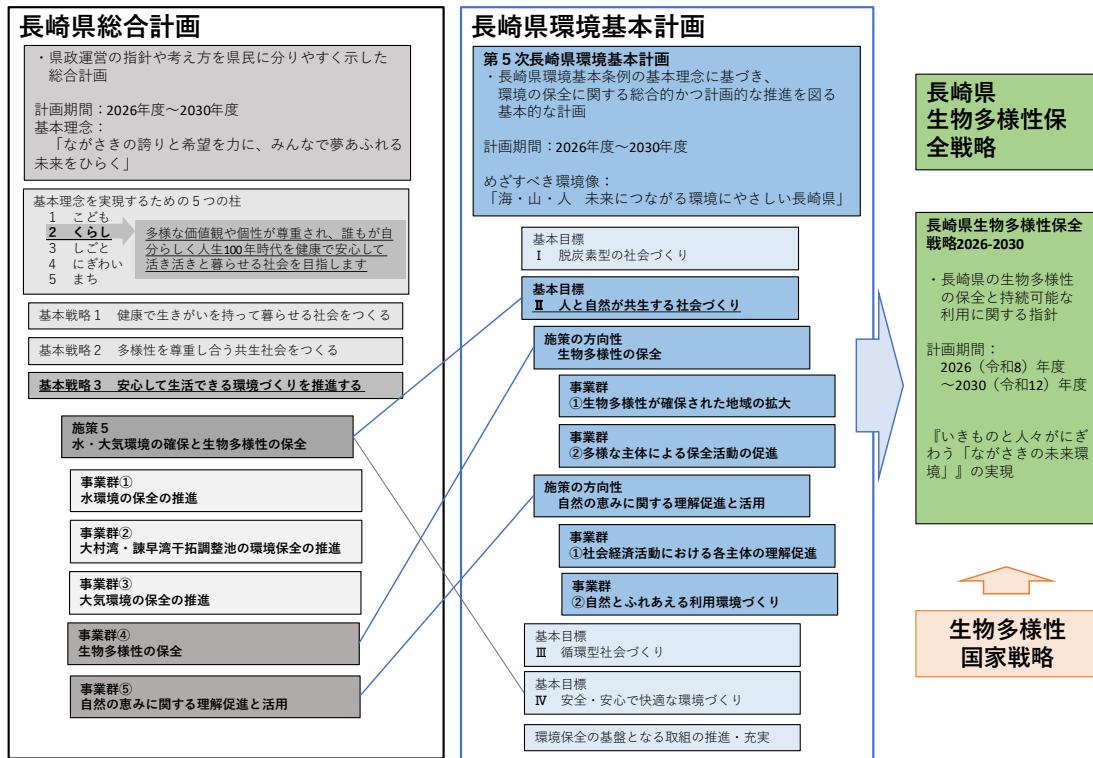 長崎県総合計画
・県政運営の指針や考え方を県民に分りやすく示した
総合計画
計画期間：2026年度～2030年度
基本理念：
「ながさきの誇りと希望を力に、みんなで夢あふれる
未来をひらく」
基本理念を実現するための５つの柱
1　こども
2　くらし
3　しごと
4　にぎわい
5　まち
多様な価値観や個性が尊重され、誰もが自
分らしく人生100年時代を健康で安心して
活き活きと暮らせる社会を目指します
基本戦略１　健康で生きがいを持って暮らせる社会をつくる
基本戦略２　多様性を尊重し合う共生社会をつくる
基本戦略３　安心して生活できる環境づくりを推進する
施策５
水・大気環境の確保と生物多様性の保全
事業群①
水環境の保全の推進
事業群②
大村湾・諫早湾干拓調整池の環境保全の推進
事業群③
大気環境の保全の推進
事業群④
生物多様性の保全
事業群⑤
自然の恵みに関する理解促進と活用
長崎県環境基本計画
第５次長崎県環境基本計画
・長崎県環境基本条例の基本理念に基づき、
環境の保全に関する総合的かつ計画的な推進を図る
基本的な計画
計画期間：2026年度～2030年度
めざすべき環境像：
「海・山・人　未来につながる環境にやさしい長崎県」
基本目標
Ⅰ　脱炭素型の社会づくり
基本目標
Ⅱ　人と自然が共生する社会づくり
施策の方向性
生物多様性の保全
事業群
①生物多様性が確保された地域の拡大
事業群
②多様な主体による保全活動の促進
施策の方向性
自然の恵みに関する理解促進と活用
事業群
①社会経済活動における各主体の理解促進
事業群
②自然とふれあえる利用環境づくり
基本目標
Ⅲ　循環型社会づくり
基本目標
Ⅳ　安全・安心で快適な環境づくり
環境保全の基盤となる取組の推進・充実
長崎県
生物多様性保
全戦略
長崎県生物多様性保全
戦略2026-2030
・長崎県の生物多様性
の保全と持続可能な
利用に関する指針
計画期間：
2026（令和8）年度
～2030（令和12）年度
『いきものと人々がにぎ
わう「ながさきの未来環
境」』の実現
生物多様性
国家戦略